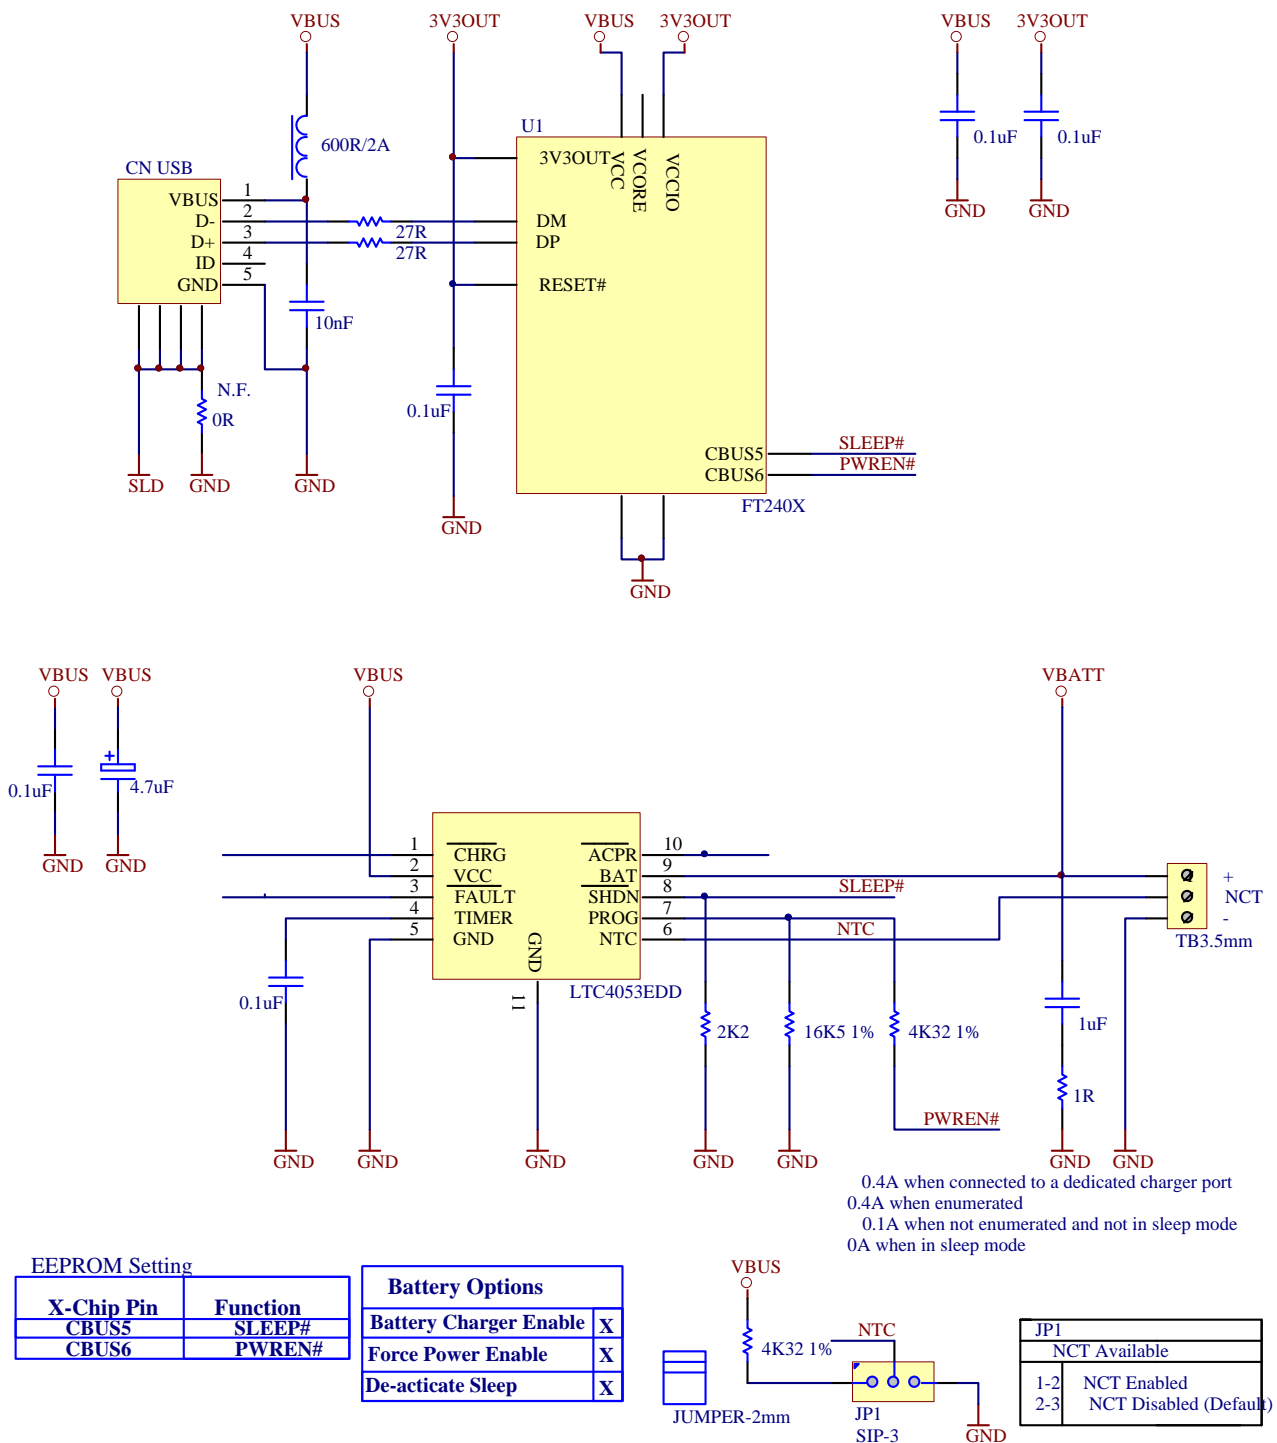 VBUS
3V3OUT
VBUS
3V3OUT
VBUS
3V3OUT
600R/2A
U1
0.1uF
0.1uF
GND
GND
CN USB
VBUS
D-
D+
ID
GND
1
2
3
4
5
27R
27R
10nF
3V3OUT
VCC
VCORE
VCCIO
DM
DP
RESET#
CBUS5
CBUS6
SLEEP#
PWREN#
FT240X
N.F.
0R
0.1uF
SLD
GND
GND
GND
GND
VBUS
VBUS
VBUS
VBATT
0.1uF
4.7uF
GND
GND
1
2
3
4
5
CHRG
VCC
FAULT
TIMER
GND
GND
11
ACPR
BAT
SHDN
PROG
NTC
10
9
8
7
6
LTC4053EDD
SLEEP#
NTC
+
NCT
-
TB3.5mm
0.1uF
2K2
16K5 1%
4K32 1%
1uF
1R
PWREN#
GND
GND
GND
GND
GND
GND
GND
0.4A when connected to a dedicated charger port
0.4A when enumerated
0.1A when not enumerated and not in sleep mode
0A when in sleep mode
EEPROM Setting
X-Chip Pin Function
CBUS5 SLEEP#
CBUS6 PWREN#
Battery Options
Battery Charger Enable X
Force Power Enable X
De-acticate Sleep X
JUMPER-2mm
VBUS
4K32 1%
NTC
JP1
SIP-3
GND
JP1
NCT Available
1-2 NCT Enabled
2-3 NCT Disabled (Default)